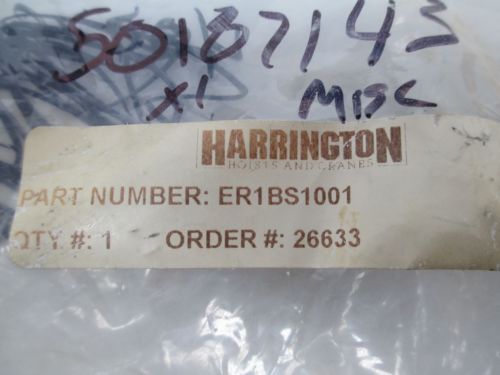 50187143
x1 MISC
HARRINGTON
HOISTS AND CRANES
PART NUMBER: ER1BS1001
QTY #: 1 ORDER #: 26633